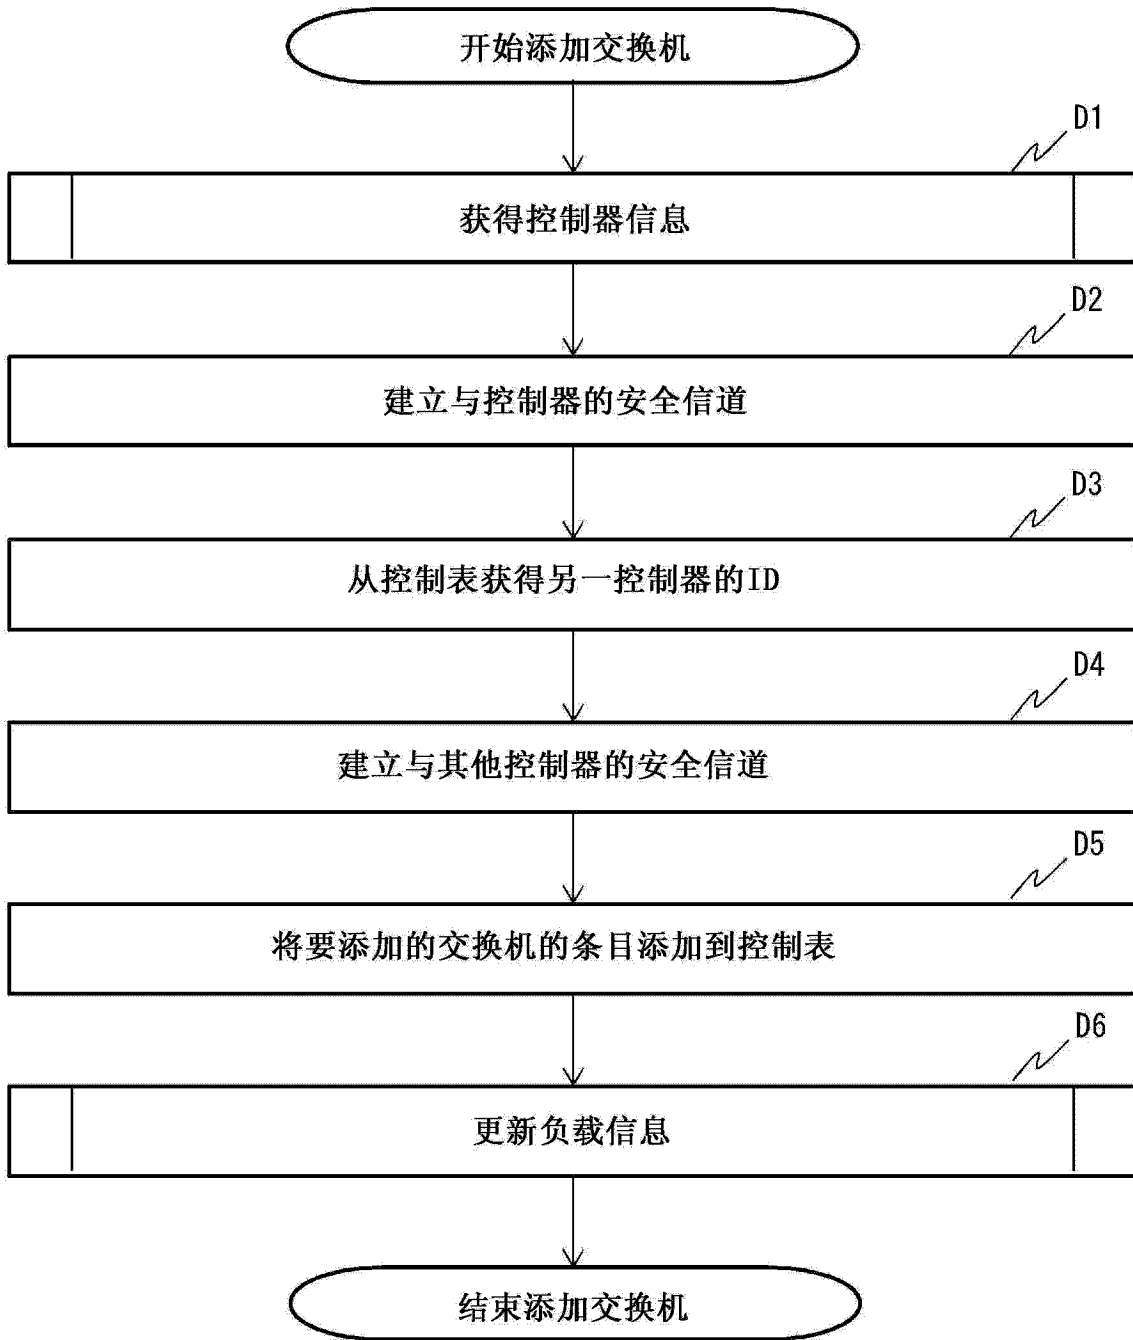 开始添加交换机
D1
获得控制器信息
D2
建立与控制器的安全信道
D3
从控制表获得另一控制器的ID
D4
建立与其他控制器的安全信道
D5
将要添加的交换机的条目添加到控制表
D6
更新负载信息
结束添加交换机